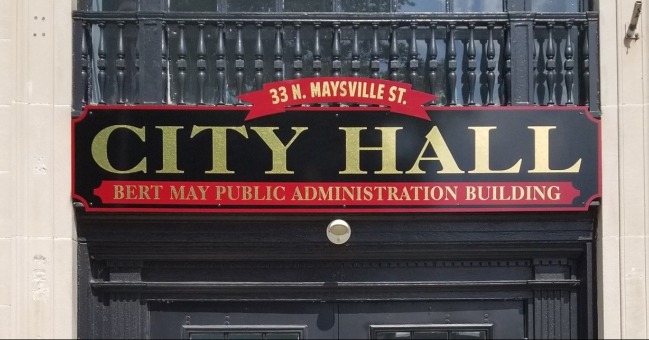 33 N. MAYSVILLE ST.
CITY HALL
BERT MAY PUBLIC ADMINISTRATION BUILDING